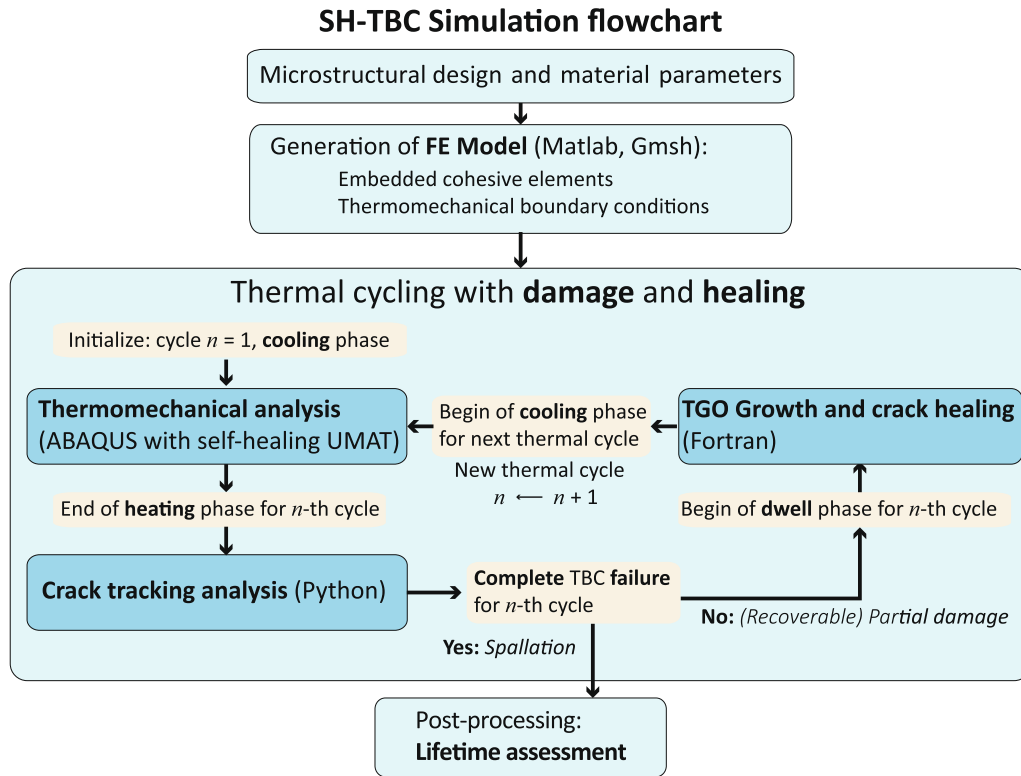 SH-TBC Simulation flowchart
Microstructural design and material parameters
Generation of FE Model (Matlab, Gmsh):
Embedded cohesive elements
Thermomechanical boundary conditions
Thermal cycling with damage and healing
Initialize: cycle n = 1, cooling phase
Thermomechanical analysis
(ABAQUS with self-healing UMAT)
Begin of cooling phase
for next thermal cycle
New thermal cycle
n ⟵ n + 1
TGO Growth and crack healing
(Fortran)
End of heating phase for n-th cycle
Begin of dwell phase for n-th cycle
Crack tracking analysis (Python)
Complete TBC failure
for n-th cycle
No: (Recoverable) Partial damage
Yes: Spallation
Post-processing:
Lifetime assessment